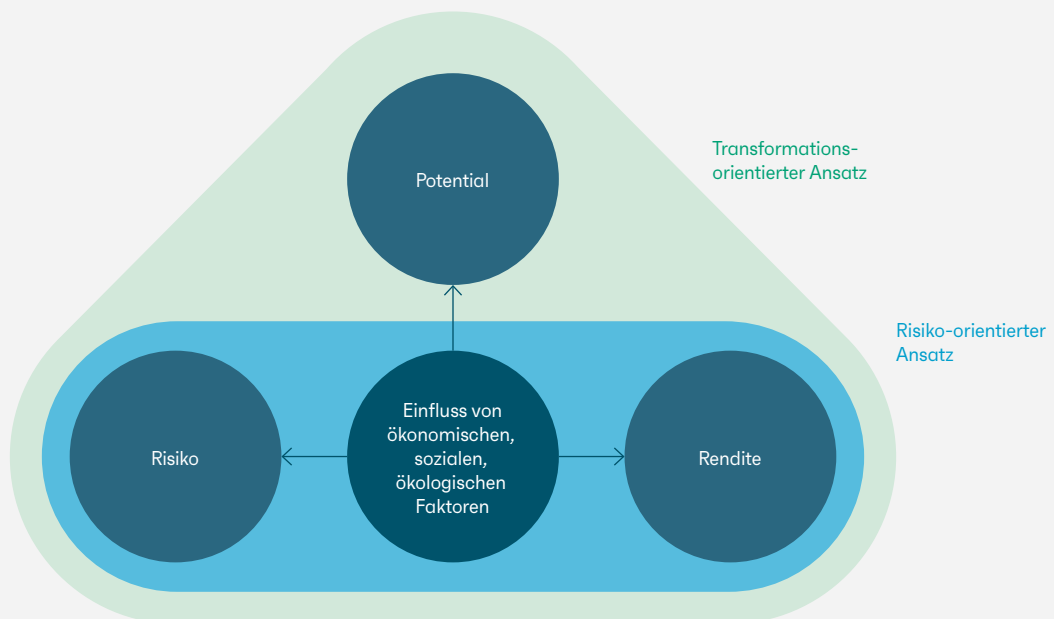 Potential
Transformations-
orientierter Ansatz
Risiko-orientierter
Ansatz
Risiko
Einfluss von
ökonomischen,
sozialen,
ökologischen
Faktoren
Rendite